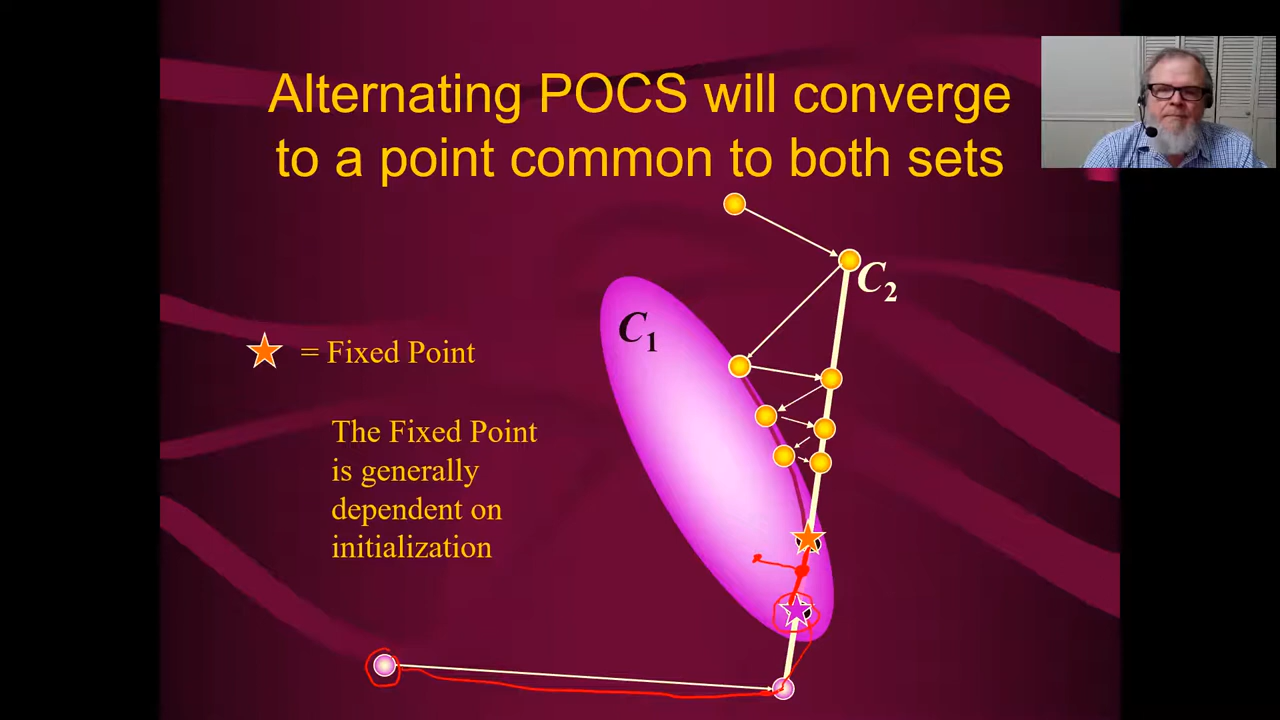 Alternating POCS will converge
to a point common to both sets
C2
C1
= Fixed Point
The Fixed Point
is generally
dependent on
initialization